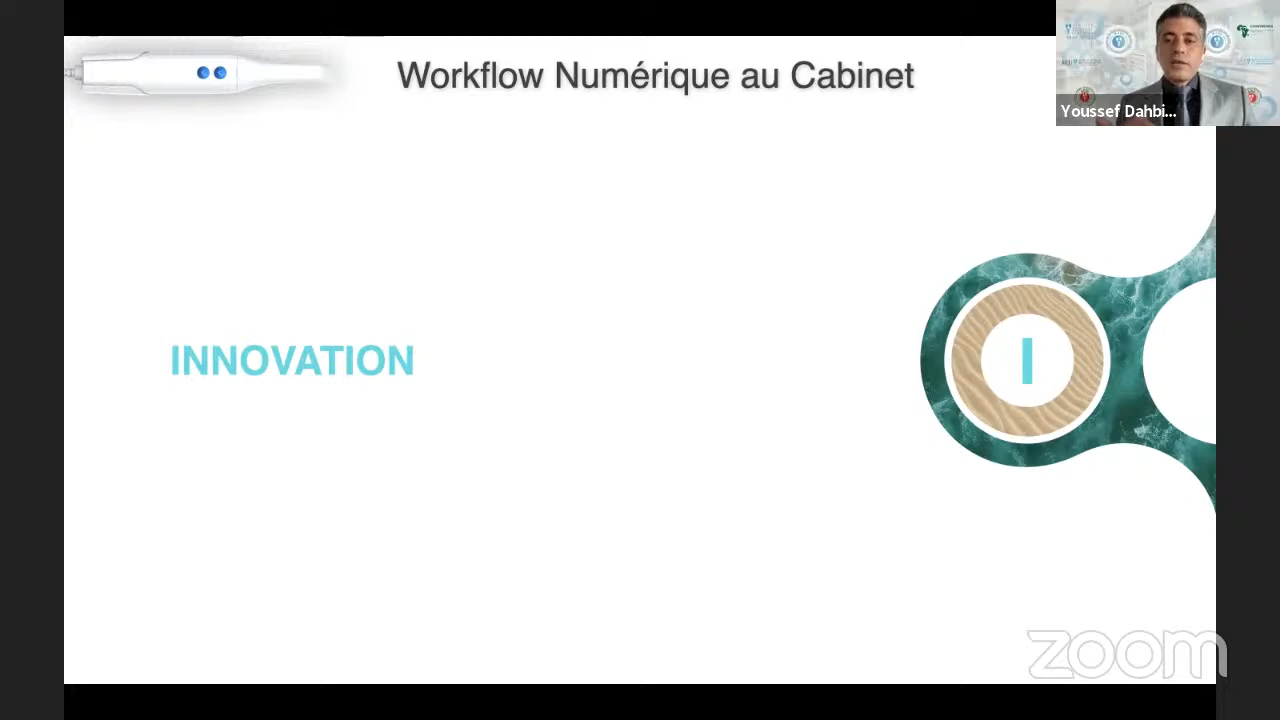 Workflow Numérique au Cabinet
Youssef Dahbi...
INNOVATION
I
zoom